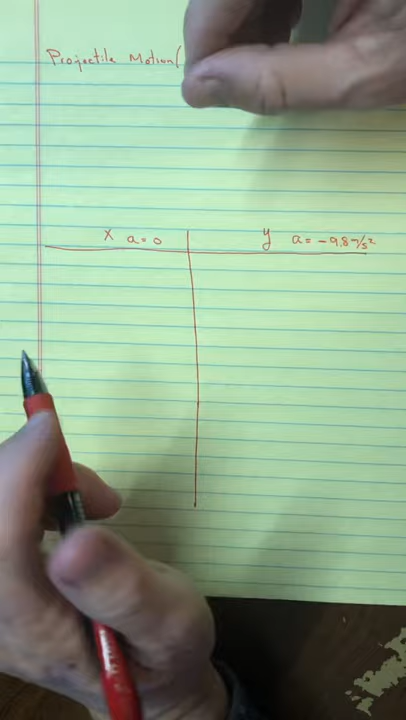 Projectile Motion(
x a=0 y a= -9.8 m/s²